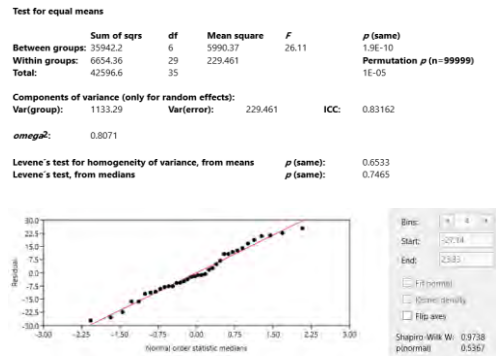 Test for equal means
Sum of sqrs df Mean square F p (same)
Between groups: 35942.2 6 5990.37 26.11 1.9E-10
Within groups: 6654.36 29 229.461 Permutation p (n=99999)
Total: 42596.6 35 1E-05
Components of variance (only for random effects):
Var(group): 1133.29 Var(error): 229.461 ICC: 0.83162
omega²: 0.8071
Levene´s test for homogeneity of variance, from means p (same): 0.6533
Levene´s test, from medians p (same): 0.7465
30.0
22.5
15.0
7.5
0.0
-7.5
-15.0
-22.5
-30.0
Residual
-3.00 -2.25 -1.50 -0.75 0.00 0.75 1.50 2.25 3.00
Normal order statistic medians
Bins: 4
Start: -27.14
End:
Fit normal
Kernel density
Flip axes
Shapiro-Wilk W: 0.9738
p(normal): 0.5367